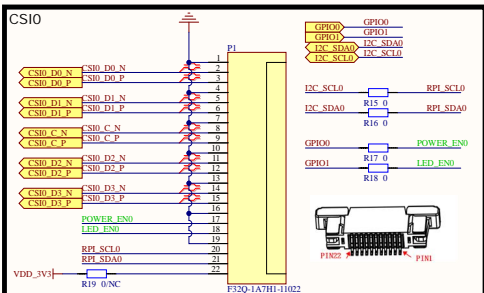 CSI0
P1
1
CSI0_D0_N CSI0_D0_N 2
CSI0_D0_P CSI0_D0_P 3
4
CSI0_D1_N CSI0_D1_N 5
CSI0_D1_P CSI0_D1_P 6
7
CSI0_C_N CSI0_C_N 8
CSI0_C_P CSI0_C_P 9
10
CSI0_D2_N CSI0_D2_N 11
CSI0_D2_P CSI0_D2_P 12
13
CSI0_D3_N CSI0_D3_N 14
CSI0_D3_P CSI0_D3_P 15
16
POWER_EN0 17
LED_EN0 18
19
RPI_SCL0 20
RPI_SDA0 21
VDD_3V3 22
R19 0/NC
F32Q-1A7H1-11022
GPIO0 GPIO0
GPIO1 GPIO1
I2C_SDA0 I2C_SDA0
I2C_SCL0 I2C_SCL0
I2C_SCL0 RPI_SCL0
R15 0
I2C_SDA0 RPI_SDA0
R16 0
GPIO0 POWER_EN0
R17 0
GPIO1 LED_EN0
R18 0
PIN22 PIN1